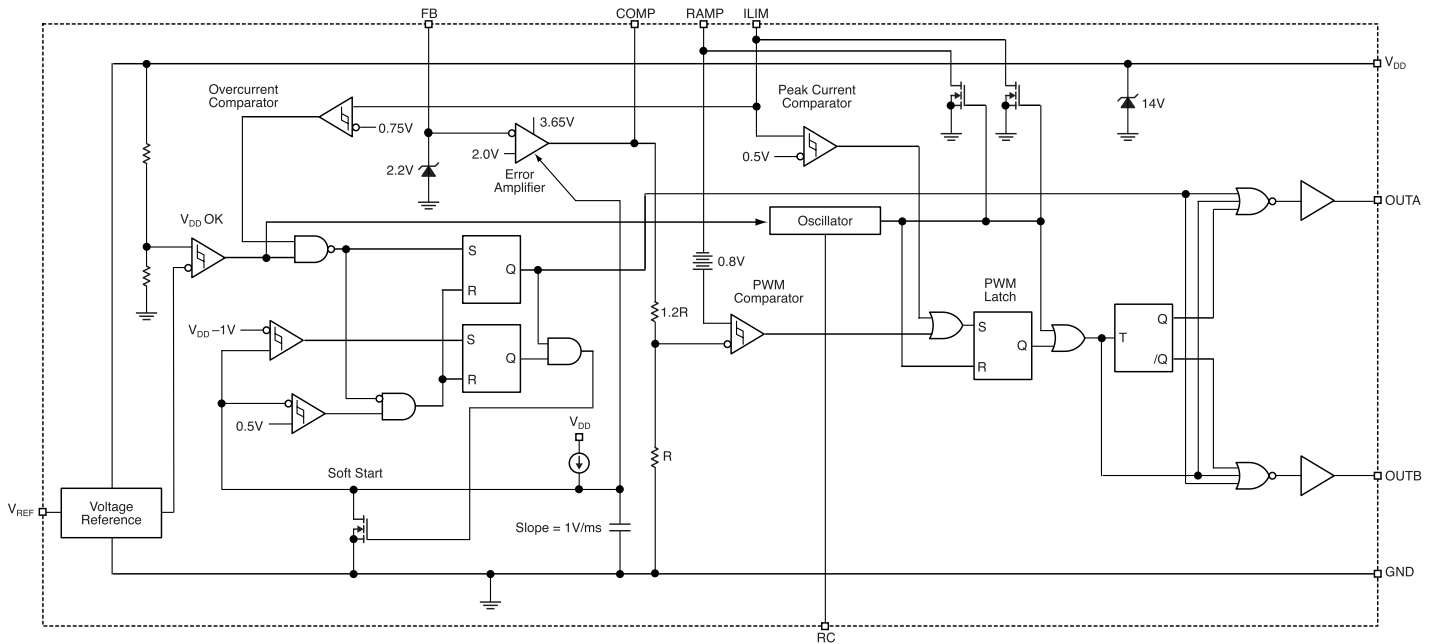 FB
COMP
RAMP
ILIM
V_DD
Overcurrent
Comparator
Peak Current
Comparator
14V
0.75V
3.65V
2.0V
0.5V
2.2V
Error
Amplifier
OUTA
V_DD OK
Oscillator
S
Q
R
0.8V
PWM
Comparator
PWM
Latch
1.2R
V_DD –1V
S
Q
R
S
Q
R
T
Q
/Q
0.5V
V_DD
R
Soft Start
OUTB
V_REF
Voltage
Reference
Slope = 1V/ms
GND
RC